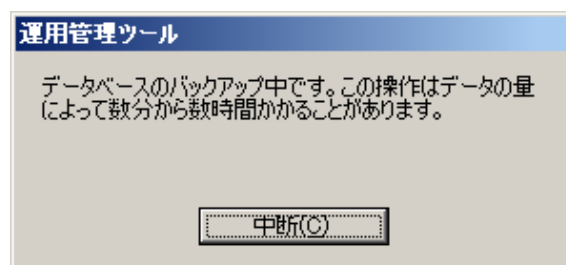 運用管理ツール
データベースのバックアップ中です。この操作はデータの量
によって数分から数時間かかることがあります。
中断(C)